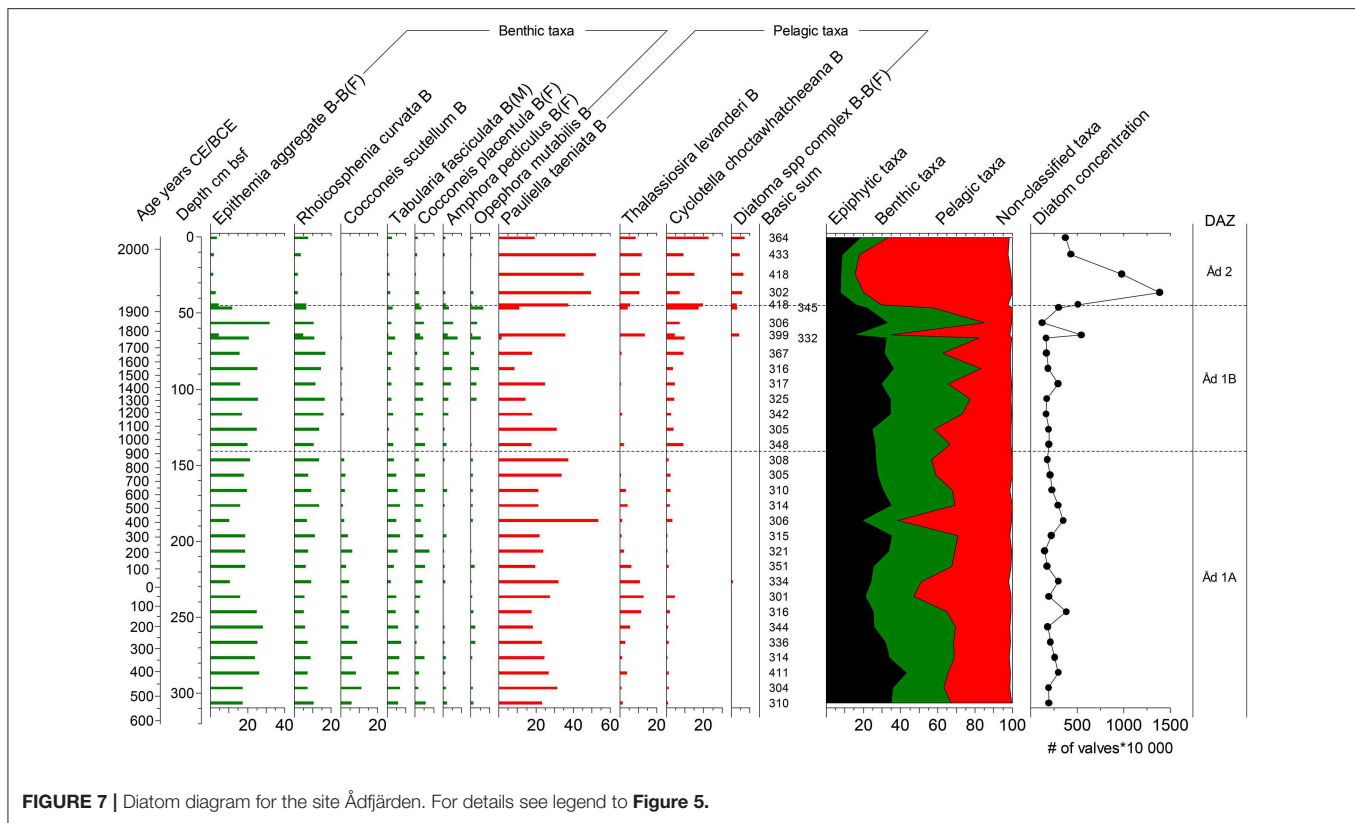 Benthic taxa
Pelagic taxa
Age years CE/BCE
Depth cm bsf
Epithemia aggregate B-B(F)
Rhoicosphenia curvata B
Cocconeis scutellum B
Tabularia fasciculata B(M)
Cocconeis placentula B(F)
Amphora pediculus B(F)
Opephora mutabilis B
Pauliella taeniata B
Thalassiosira levanderi B
Cyclotella choctawhatcheeana B
Diatoma spp complex B-B(F)
Basic sum
Epiphytic taxa
Benthic taxa
Pelagic taxa
Non-classified taxa
Diatom concentration
DAZ
2000
1900
1800
1700
1600
1500
1400
1300
1200
1100
1000
900
800
700
600
500
400
300
200
100
0
100
200
300
400
500
600
0
50
100
150
200
250
300
364
433
418
302
418
345
306
399
332
367
316
317
325
342
305
348
308
305
310
314
306
315
321
351
334
301
316
344
336
314
411
304
310
Åd 2
Åd 1B
Åd 1A
20 40
20
20
20
20 40 60
20
20
20 40 60 80 100
500 1000 1500
# of valves*10 000
FIGURE 7 | Diatom diagram for the site Ådfjärden. For details see legend to Figure 5.